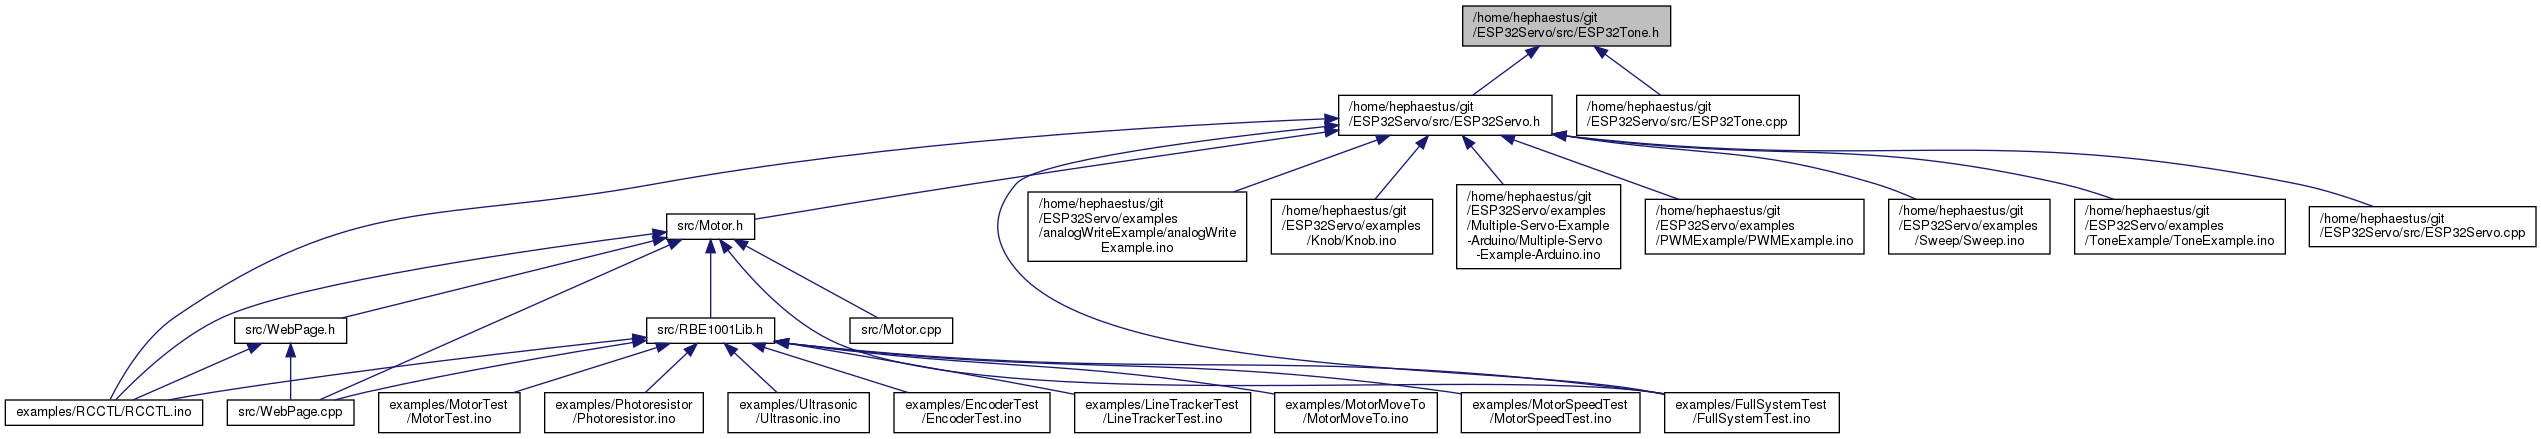 /home/hephaestus/git
/ESP32Servo/src/ESP32Tone.h
/home/hephaestus/git
/ESP32Servo/src/ESP32Servo.h
/home/hephaestus/git
/ESP32Servo/src/ESP32Tone.cpp
src/Motor.h
/home/hephaestus/git
/ESP32Servo/examples
/analogWriteExample/analogWrite
Example.ino
/home/hephaestus/git
/ESP32Servo/examples
/Knob/Knob.ino
/home/hephaestus/git
/ESP32Servo/examples
/Multiple-Servo-Example
-Arduino/Multiple-Servo
-Example-Arduino.ino
/home/hephaestus/git
/ESP32Servo/examples
/PWMExample/PWMExample.ino
/home/hephaestus/git
/ESP32Servo/examples
/Sweep/Sweep.ino
/home/hephaestus/git
/ESP32Servo/examples
/ToneExample/ToneExample.ino
/home/hephaestus/git
/ESP32Servo/src/ESP32Servo.cpp
src/WebPage.h
src/RBE1001Lib.h
src/Motor.cpp
examples/RCCTL/RCCTL.ino
src/WebPage.cpp
examples/MotorTest
/MotorTest.ino
examples/Photoresistor
/Photoresistor.ino
examples/Ultrasonic
/Ultrasonic.ino
examples/EncoderTest
/EncoderTest.ino
examples/LineTrackerTest
/LineTrackerTest.ino
examples/MotorMoveTo
/MotorMoveTo.ino
examples/MotorSpeedTest
/MotorSpeedTest.ino
examples/FullSystemTest
/FullSystemTest.ino